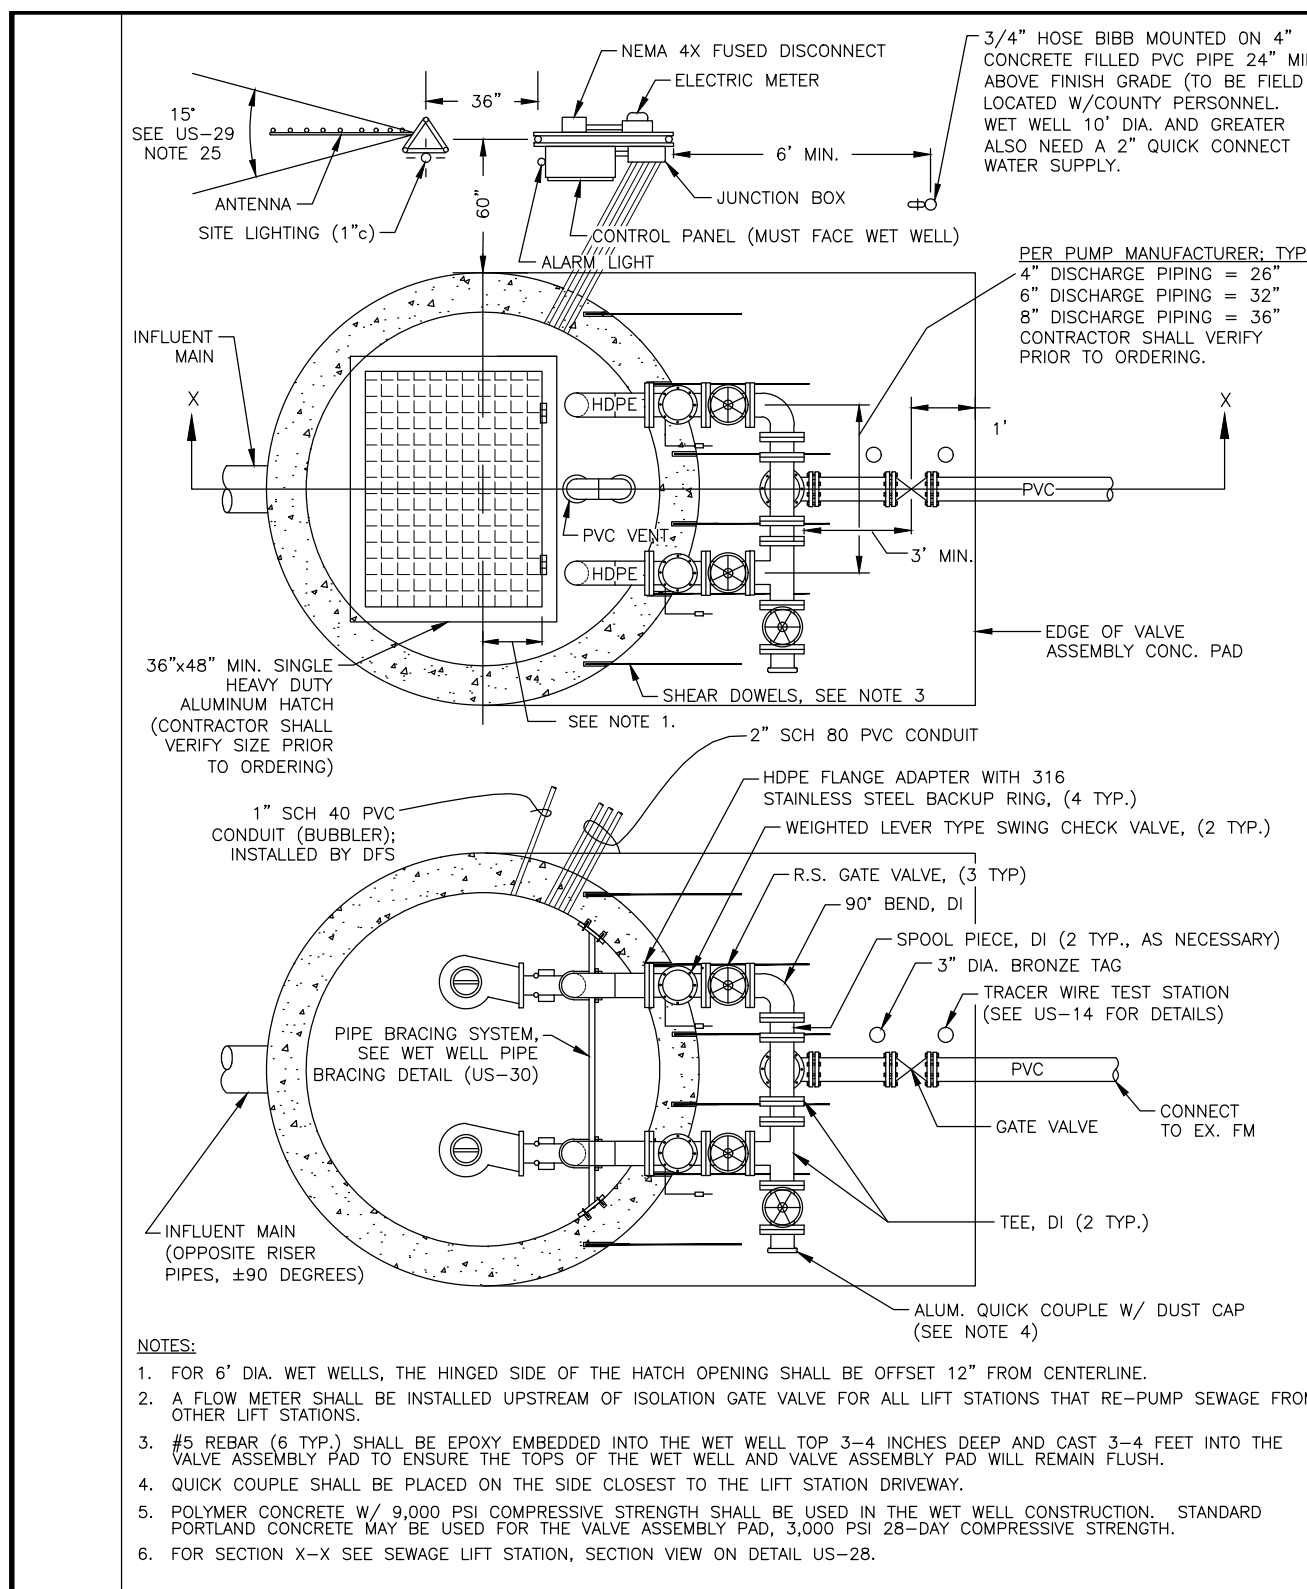 NEMA 4X FUSED DISCONNECT
ELECTRIC METER
3/4" HOSE BIBB MOUNTED ON 4"
CONCRETE FILLED PVC PIPE 24"
ABOVE FINISH GRADE (TO BE FIELD
LOCATED W/COUNTY PERSONNEL.
WET WELL 10' DIA. AND GREATER
ALSO NEED A 2" QUICK CONNECT
WATER SUPPLY.
36"
15°
SEE US-29
NOTE 25
6' MIN.
ANTENNA
60"
JUNCTION BOX
SITE LIGHTING (1"c)
CONTROL PANEL (MUST FACE WET WELL)
ALARM LIGHT
PER PUMP MANUFACTURER; TYP
4" DISCHARGE PIPING = 26"
6" DISCHARGE PIPING = 32"
8" DISCHARGE PIPING = 36"
CONTRACTOR SHALL VERIFY
PRIOR TO ORDERING.
INFLUENT
MAIN
X
X
HDPE
1'
PVC
PVC VENT
3' MIN.
HDPE
EDGE OF VALVE
ASSEMBLY CONC. PAD
36"x48" MIN. SINGLE
HEAVY DUTY
ALUMINUM HATCH
(CONTRACTOR SHALL
VERIFY SIZE PRIOR
TO ORDERING)
SHEAR DOWELS, SEE NOTE 3
SEE NOTE 1.
2" SCH 80 PVC CONDUIT
HDPE FLANGE ADAPTER WITH 316
STAINLESS STEEL BACKUP RING, (4 TYP.)
1" SCH 40 PVC
CONDUIT (BUBBLER);
INSTALLED BY DFS
WEIGHTED LEVER TYPE SWING CHECK VALVE, (2 TYP.)
R.S. GATE VALVE, (3 TYP)
90° BEND, DI
SPOOL PIECE, DI (2 TYP., AS NECESSARY)
3" DIA. BRONZE TAG
TRACER WIRE TEST STATION
(SEE US-14 FOR DETAILS)
PIPE BRACING SYSTEM,
SEE WET WELL PIPE
BRACING DETAIL (US-30)
PVC
CONNECT
TO EX. FM
GATE VALVE
TEE, DI (2 TYP.)
INFLUENT MAIN
(OPPOSITE RISER
PIPES, ±90 DEGREES)
ALUM. QUICK COUPLE W/ DUST CAP
(SEE NOTE 4)
NOTES:
1. FOR 6' DIA. WET WELLS, THE HINGED SIDE OF THE HATCH OPENING SHALL BE OFFSET 12" FROM CENTERLINE.
2. A FLOW METER SHALL BE INSTALLED UPSTREAM OF ISOLATION GATE VALVE FOR ALL LIFT STATIONS THAT RE-PUMP SEWAGE FROM
OTHER LIFT STATIONS.
3. #5 REBAR (6 TYP.) SHALL BE EPOXY EMBEDDED INTO THE WET WELL TOP 3-4 INCHES DEEP AND CAST 3-4 FEET INTO THE
VALVE ASSEMBLY PAD TO ENSURE THE TOPS OF THE WET WELL AND VALVE ASSEMBLY PAD WILL REMAIN FLUSH.
4. QUICK COUPLE SHALL BE PLACED ON THE SIDE CLOSEST TO THE LIFT STATION DRIVEWAY.
5. POLYMER CONCRETE W/ 9,000 PSI COMPRESSIVE STRENGTH SHALL BE USED IN THE WET WELL CONSTRUCTION. STANDARD
PORTLAND CONCRETE MAY BE USED FOR THE VALVE ASSEMBLY PAD, 3,000 PSI 28-DAY COMPRESSIVE STRENGTH.
6. FOR SECTION X-X SEE SEWAGE LIFT STATION, SECTION VIEW ON DETAIL US-28.